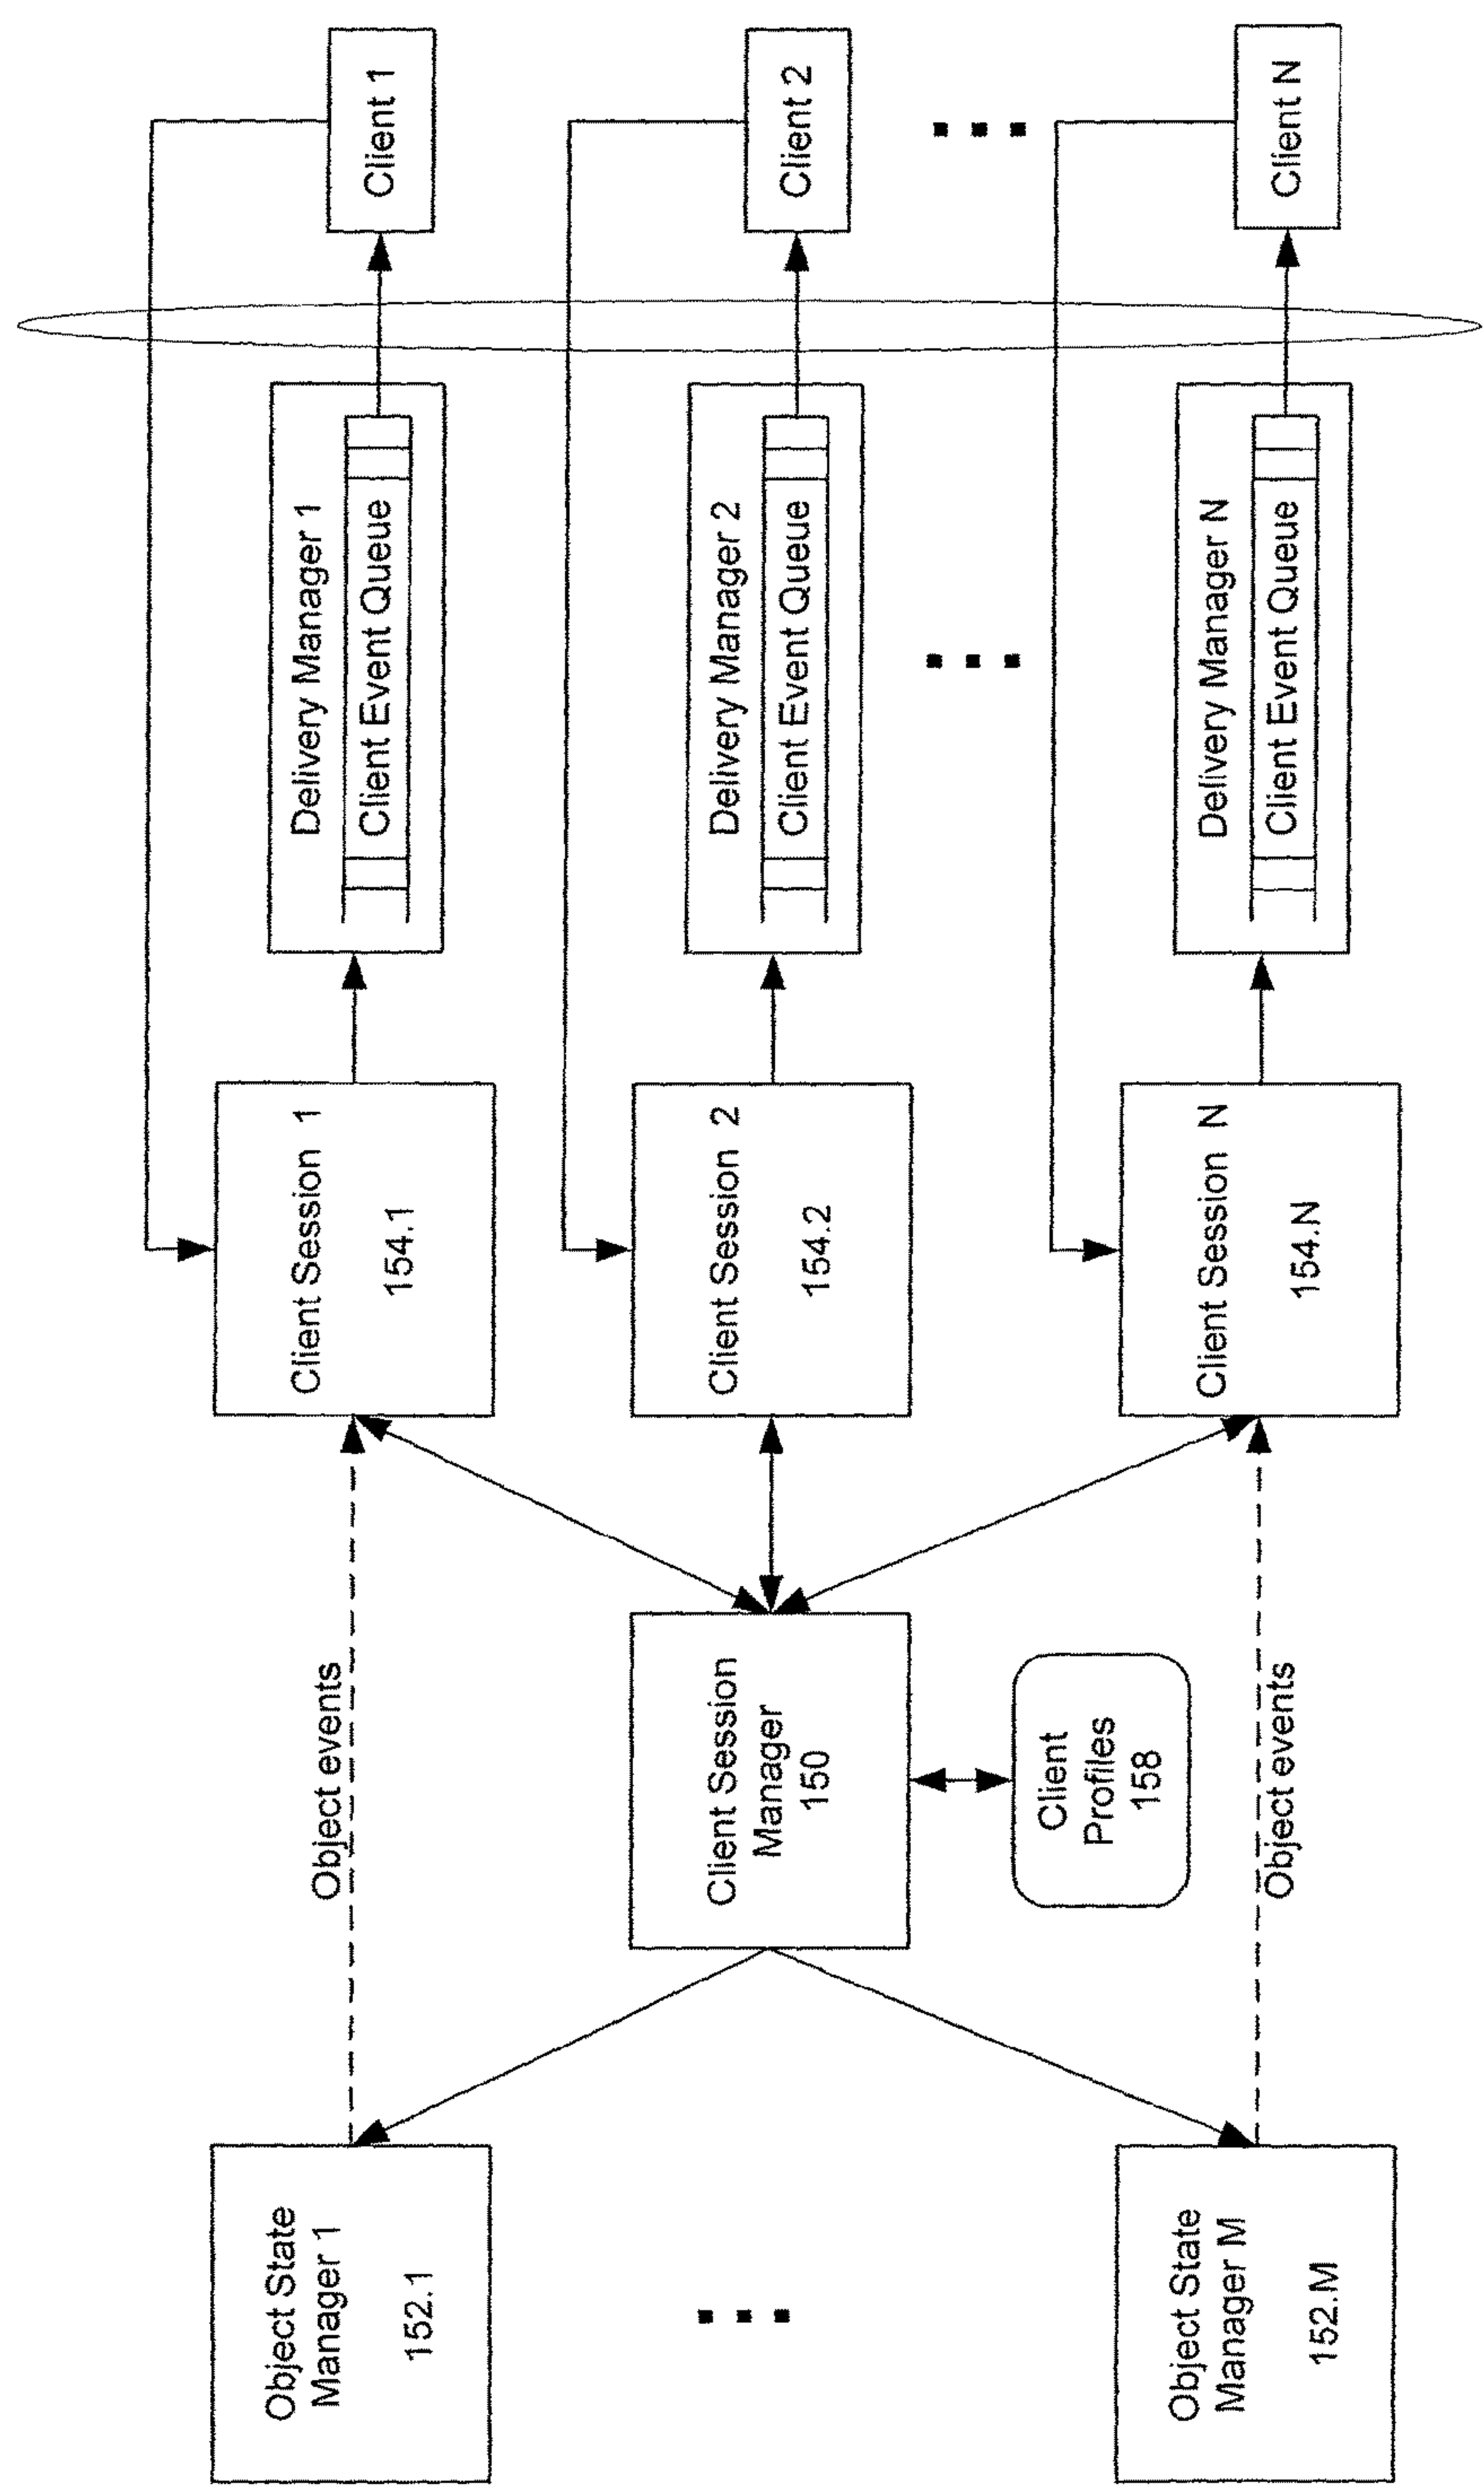 Object State
Manager 1
152.1
Object events
Client Session 1
154.1
Delivery Manager 1
Client Event Queue
Client 1
Client Session
Manager
150
Client
Profiles
158
Client Session 2
154.2
Delivery Manager 2
Client Event Queue
Client 2
Object State
Manager M
152.M
Object events
Client Session N
154.N
Delivery Manager N
Client Event Queue
Client N